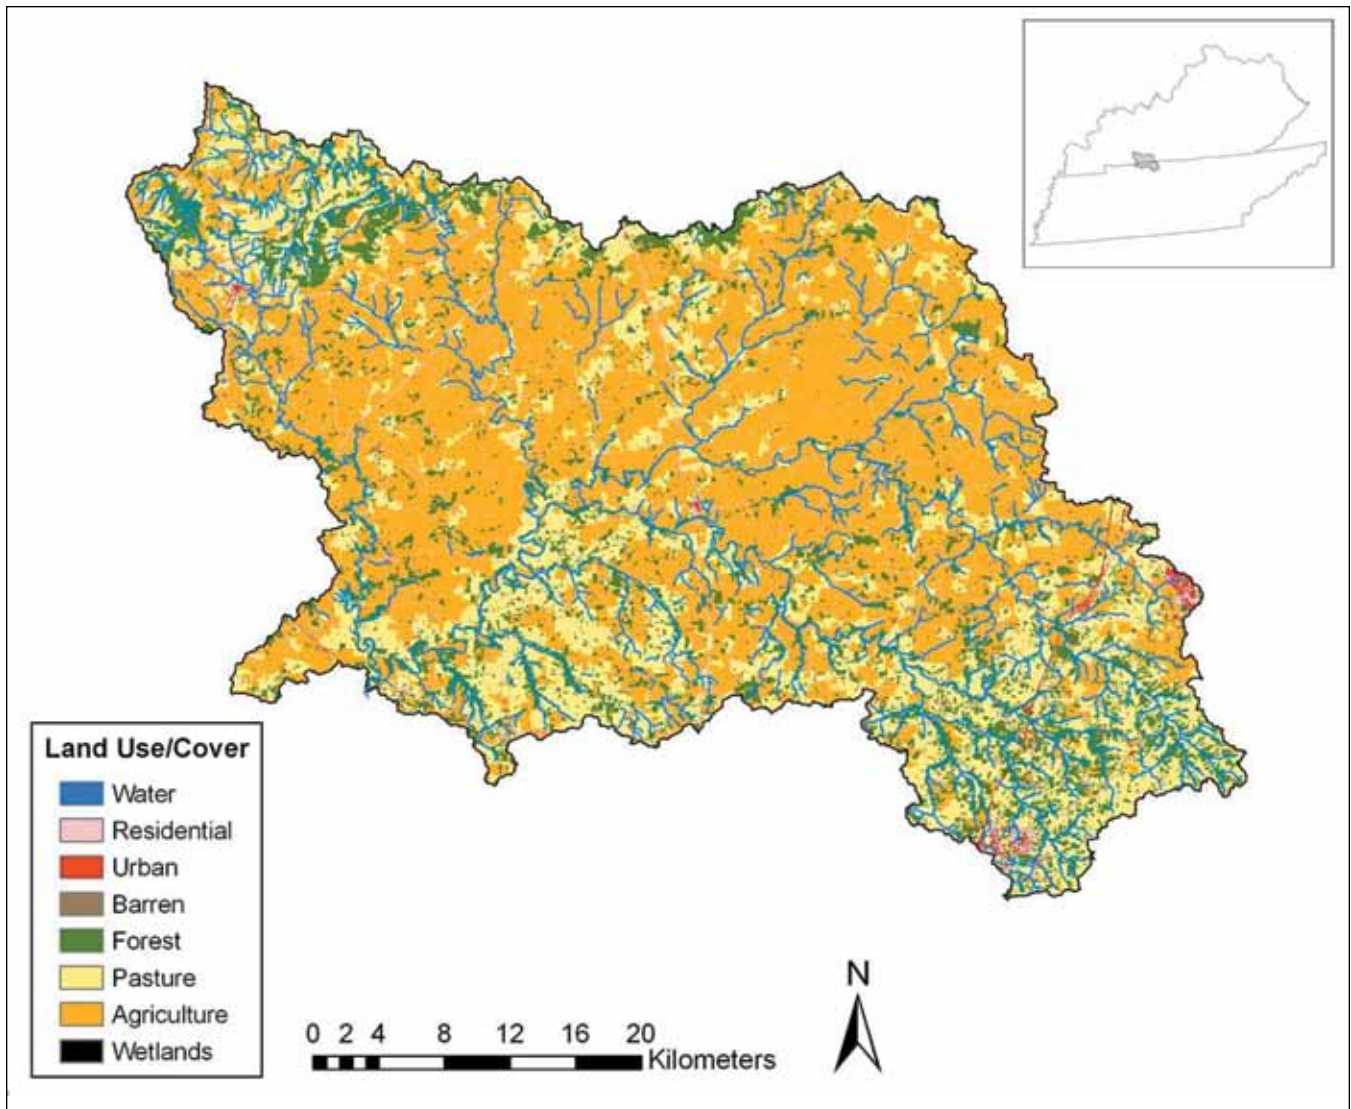 Land Use/Cover
Water
Residential
Urban
Barren
Forest
Pasture
Agriculture
Wetlands
0 2 4 8 12 16 20
Kilometers
N